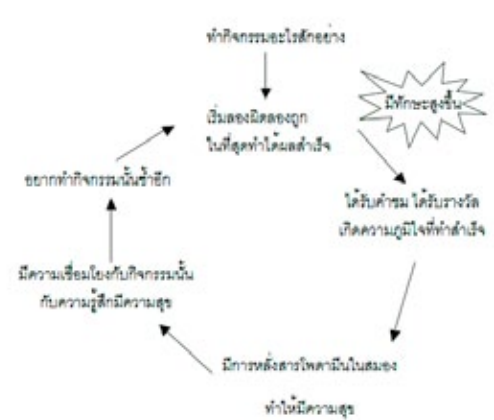 ทำกิจกรรมอะไรสักอย่าง
เริ่มลองผิดลองถูก
ในที่สุดทำได้ผลสำเร็จ
มีทักษะสูงขึ้น
ได้รับคำชม ได้รับรางวัล
เกิดความภูมิใจที่ทำสำเร็จ
มีการหลั่งสารโพดามีนในสมอง
ทำให้มีความสุข
มีความเชื่อมโยงกับกิจกรรมนั้น
กับความรู้สึกมีความสุข
อยากทำกิจกรรมนั้นซ้ำอีก